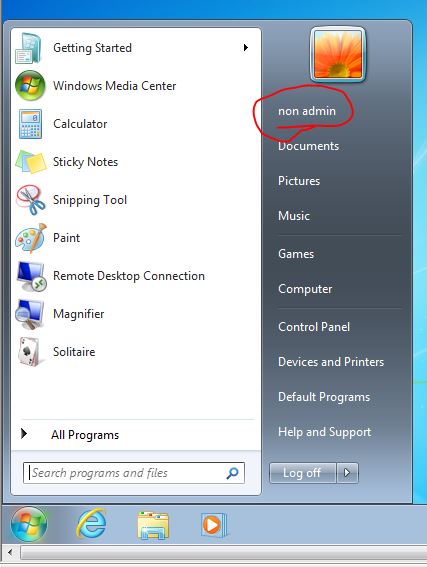 Getting Started
Windows Media Center
Calculator
Sticky Notes
Snipping Tool
Paint
Remote Desktop Connection
Magnifier
Solitaire
All Programs
Search programs and files
non admin
Documents
Pictures
Music
Games
Computer
Control Panel
Devices and Printers
Default Programs
Help and Support
Log off